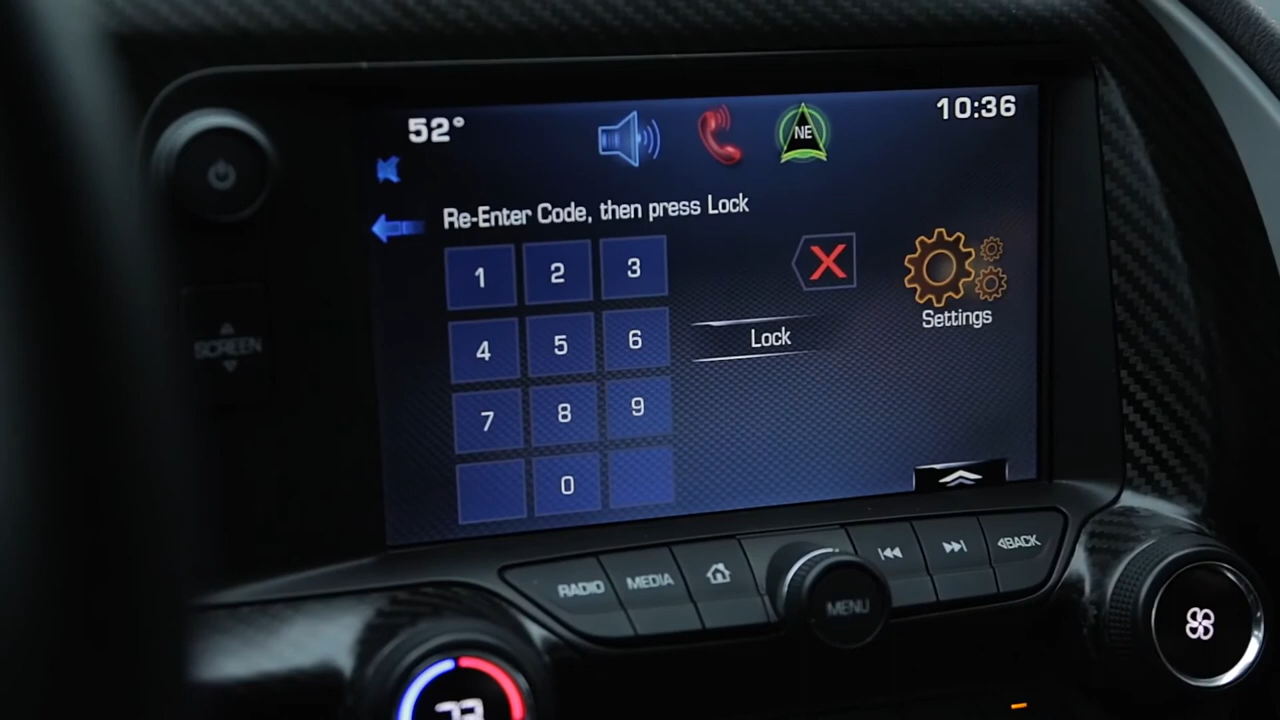 52°
NE
10:36
Re-Enter Code, then press Lock
1 2 3
4 5 6
7 8 9
0
Lock
Settings
SCREEN
RADIO
MEDIA
MENU
BACK
73